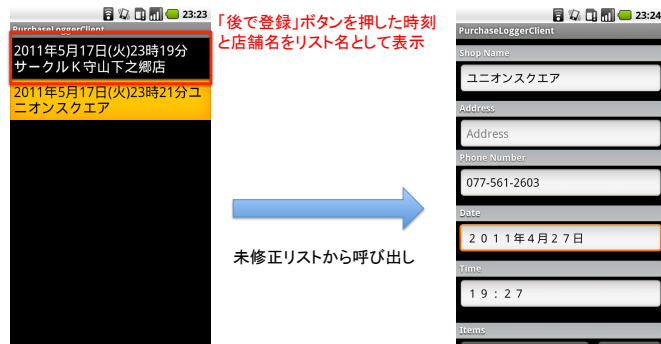 23:23
PurchaseLoggerClient
2011年5月17日(火)23時19分
サークルK守山下之郷店
2011年5月17日(火)23時21分ユ
ニオンスクエア
「後で登録」ボタンを押した時刻
と店舗名をリスト名として表示
未修正リストから呼び出し
23:24
PurchaseLoggerClient
Shop Name
ユニオンスクエア
Address
Address
Phone Number
077-561-2603
Date
2011年4月27日
Time
19:27
Items